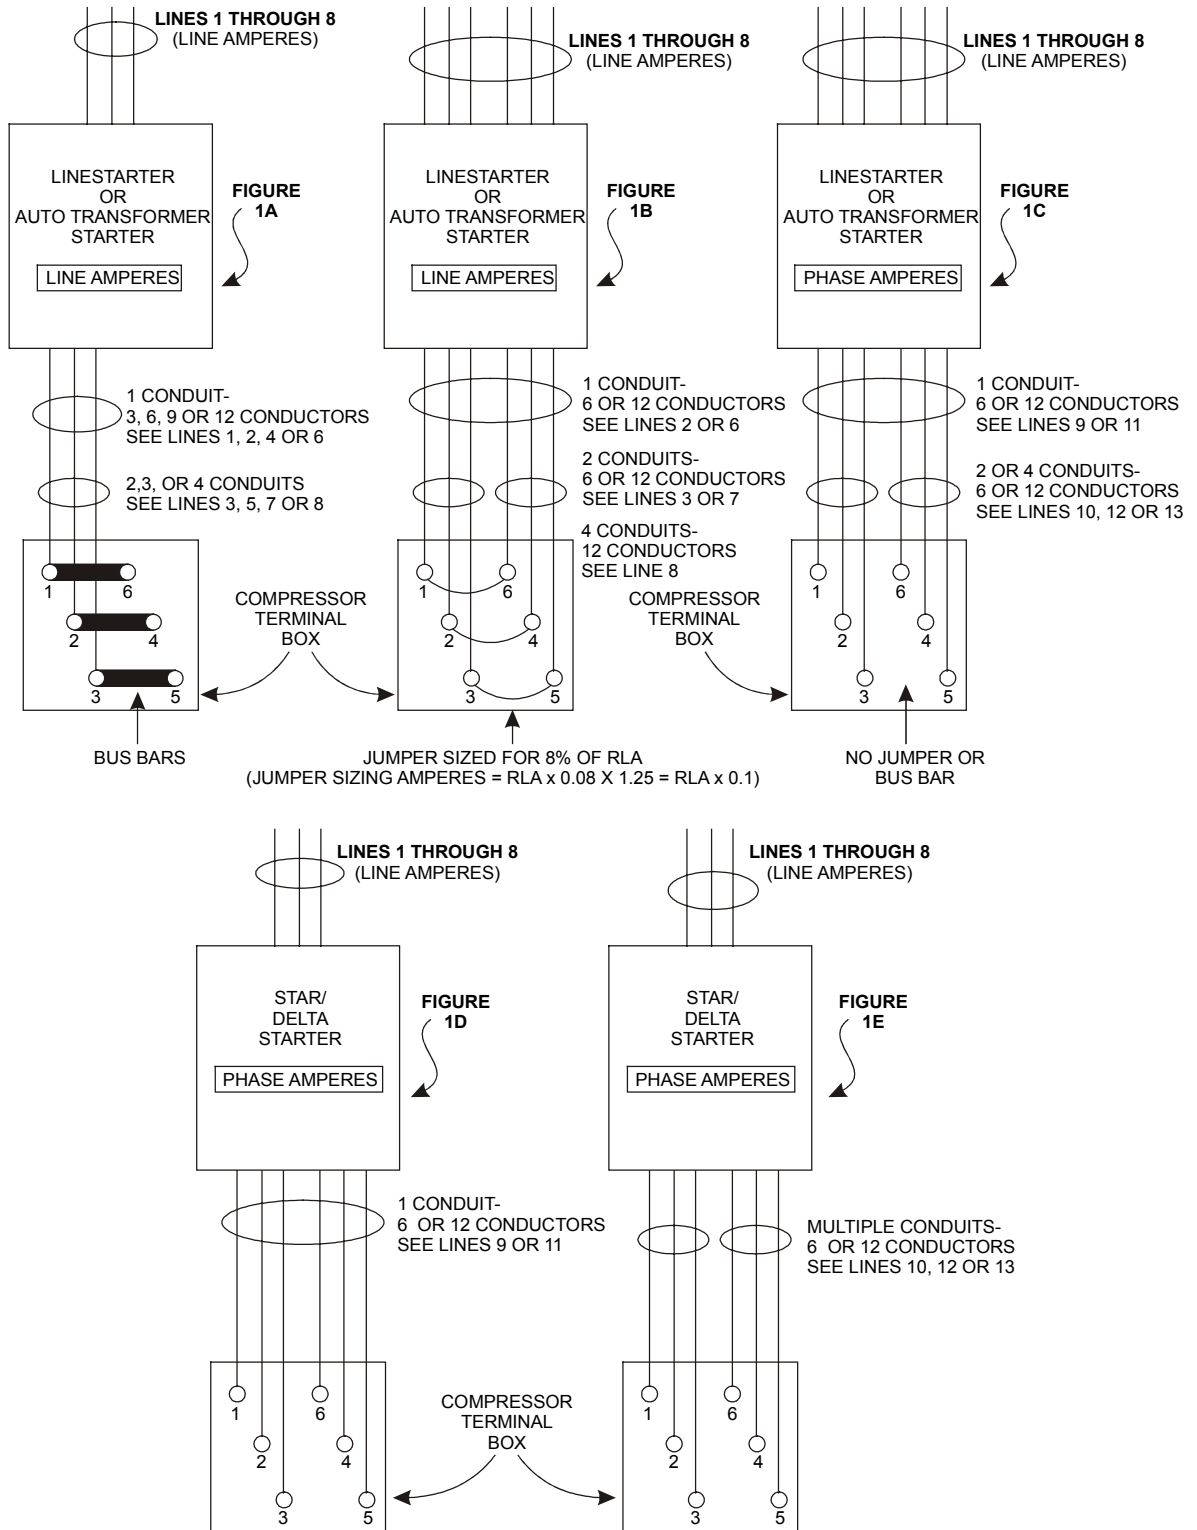 LINES 1 THROUGH 8
(LINE AMPERES)
LINESTARTER
OR
AUTO TRANSFORMER
STARTER
LINE AMPERES
FIGURE
1A
1 CONDUIT-
3, 6, 9 OR 12 CONDUCTORS
SEE LINES 1, 2, 4 OR 6
2,3, OR 4 CONDUITS
SEE LINES 3, 5, 7 OR 8
1
6
2
4
3
5
BUS BARS
COMPRESSOR
TERMINAL
BOX
LINES 1 THROUGH 8
(LINE AMPERES)
LINESTARTER
OR
AUTO TRANSFORMER
STARTER
LINE AMPERES
FIGURE
1B
1 CONDUIT-
6 OR 12 CONDUCTORS
SEE LINES 2 OR 6
2 CONDUITS-
6 OR 12 CONDUCTORS
SEE LINES 3 OR 7
4 CONDUITS-
12 CONDUCTORS
SEE LINE 8
1
6
2
4
3
5
JUMPER SIZED FOR 8% OF RLA
(JUMPER SIZING AMPERES = RLA x 0.08 X 1.25 = RLA x 0.1)
COMPRESSOR
TERMINAL
BOX
LINES 1 THROUGH 8
(LINE AMPERES)
LINESTARTER
OR
AUTO TRANSFORMER
STARTER
PHASE AMPERES
FIGURE
1C
1 CONDUIT-
6 OR 12 CONDUCTORS
SEE LINES 9 OR 11
2 OR 4 CONDUITS-
6 OR 12 CONDUCTORS
SEE LINES 10, 12 OR 13
1
6
2
4
3
5
NO JUMPER OR
BUS BAR
LINES 1 THROUGH 8
(LINE AMPERES)
STAR/
DELTA
STARTER
PHASE AMPERES
FIGURE
1D
1 CONDUIT-
6 OR 12 CONDUCTORS
SEE LINES 9 OR 11
1
6
2
4
3
5
COMPRESSOR
TERMINAL
BOX
LINES 1 THROUGH 8
(LINE AMPERES)
STAR/
DELTA
STARTER
PHASE AMPERES
FIGURE
1E
MULTIPLE CONDUITS-
6 OR 12 CONDUCTORS
SEE LINES 10, 12 OR 13
1
6
2
4
3
5